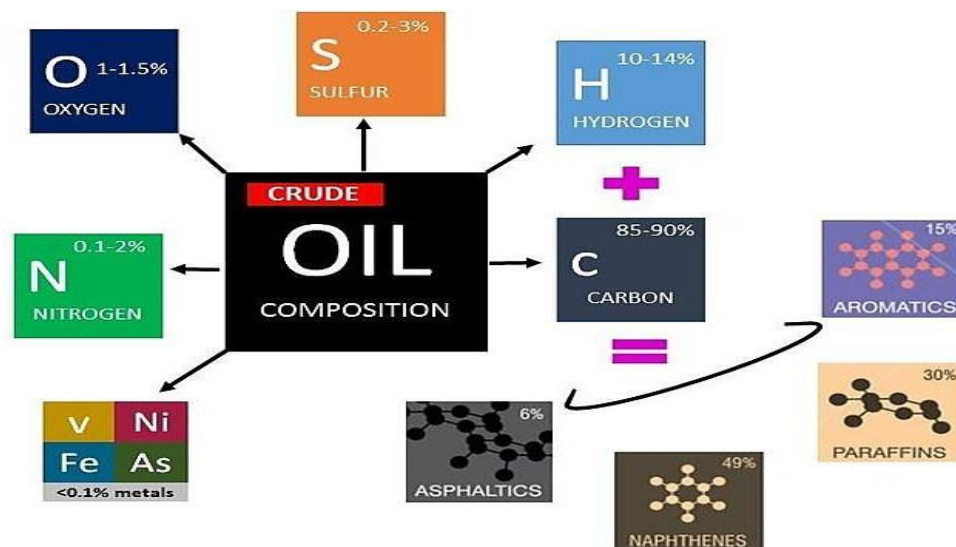 O 1-1.5%
OXYGEN
0.2-3%
S
SULFUR
10-14%
H
HYDROGEN
CRUDE
OIL
COMPOSITION
0.1-2%
N
NITROGEN
85-90%
C
CARBON
15%
AROMATICS
30%
PARAFFINS
49%
NAPHTHENES
6%
ASPHALTICS
v Ni
Fe As
<0.1% metals